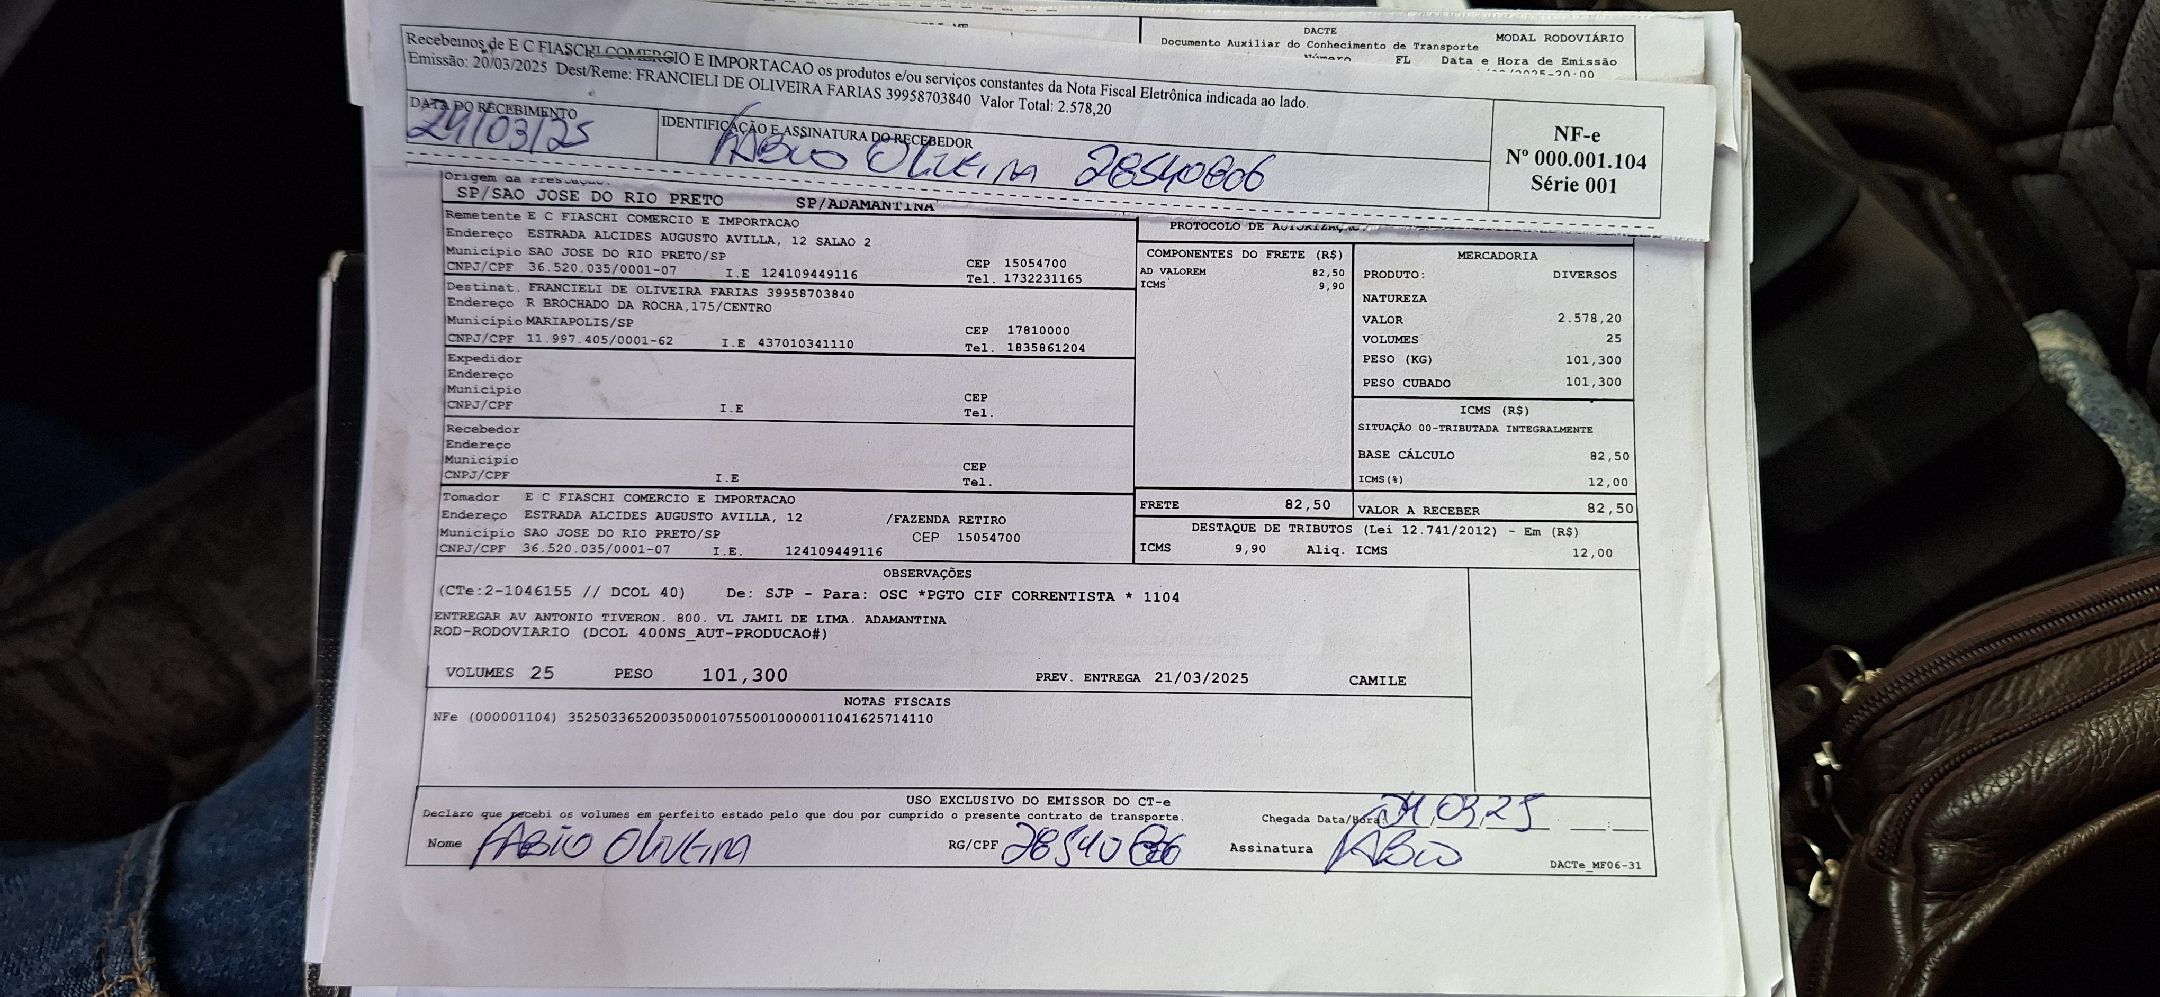 DACTE
Documento Auxiliar do Conhecimento de Transporte
MODAL RODOVIÁRIO
FL Data e Hora de Emissão
Recebemos de E C FIASCHI COMERCIO E IMPORTACAO os produtos e/ou serviços constantes da Nota Fiscal Eletrônica indicada ao lado.
Emissão: 20/03/2025 Dest/Reme: FRANCIELI DE OLIVEIRA FARIAS 39958703840 Valor Total: 2.578,20
DATA DO RECEBIMENTO
24/03/25
IDENTIFICAÇÃO E ASSINATURA DO RECEBEDOR
FABIO OLIVEIRA 28540806
NF-e
Nº 000.001.104
Série 001
Origem da
SP/SAO JOSE DO RIO PRETO SP/ADAMANTINA
Remetente E C FIASCHI COMERCIO E IMPORTACAO
Endereço ESTRADA ALCIDES AUGUSTO AVILLA, 12 SALAO 2
Município SAO JOSE DO RIO PRETO/SP CEP 15054700
CNPJ/CPF 36.520.035/0001-07 I.E 124109449116 Tel. 1732231165
Destinat. FRANCIELI DE OLIVEIRA FARIAS 39958703840
Endereço R BROCHADO DA ROCHA,175/CENTRO
Município MARIAPOLIS/SP CEP 17810000
CNPJ/CPF 11.997.405/0001-62 I.E 437010341110 Tel. 1835861204
Expedidor
Endereço
Município CEP
CNPJ/CPF I.E Tel.
Recebedor
Endereço
Município CEP
CNPJ/CPF I.E Tel.
Tomador E C FIASCHI COMERCIO E IMPORTACAO
Endereço ESTRADA ALCIDES AUGUSTO AVILLA, 12 /FAZENDA RETIRO
Município SAO JOSE DO RIO PRETO/SP CEP 15054700
CNPJ/CPF 36.520.035/0001-07 I.E. 124109449116
PROTOCOLO DE AUTORIZAÇÃO
COMPONENTES DO FRETE (R$)
AD VALOREM 82,50
ICMS 9,90
MERCADORIA
PRODUTO: DIVERSOS
NATUREZA
VALOR 2.578,20
VOLUMES 25
PESO (KG) 101,300
PESO CUBADO 101,300
ICMS (R$)
SITUAÇÃO 00-TRIBUTADA INTEGRALMENTE
BASE CÁLCULO 82,50
ICMS(%) 12,00
FRETE 82,50 VALOR A RECEBER 82,50
DESTAQUE DE TRIBUTOS (Lei 12.741/2012) - Em (R$)
ICMS 9,90 Aliq. ICMS 12,00
OBSERVAÇÕES
(CTe:2-1046155 // DCOL 40) De: SJP - Para: OSC *PGTO CIF CORRENTISTA * 1104
ENTREGAR AV ANTONIO TIVERON. 800. VL JAMIL DE LIMA. ADAMANTINA
ROD-RODOVIARIO (DCOL 400NS_AUT-PRODUCAO#)
VOLUMES 25 PESO 101,300 PREV. ENTREGA 21/03/2025 CAMILE
NOTAS FISCAIS
NFe (000001104) 35250336520035000107550010000011041625714110
USO EXCLUSIVO DO EMISSOR DO CT-e
Declaro que recebi os volumes em perfeito estado pelo que dou por cumprido o presente contrato de transporte. Chegada Data/Hora: 24/03/25 __:__
Nome FABIO OLIVEIRA RG/CPF Assinatura FABIO
DACTe_MF06-31